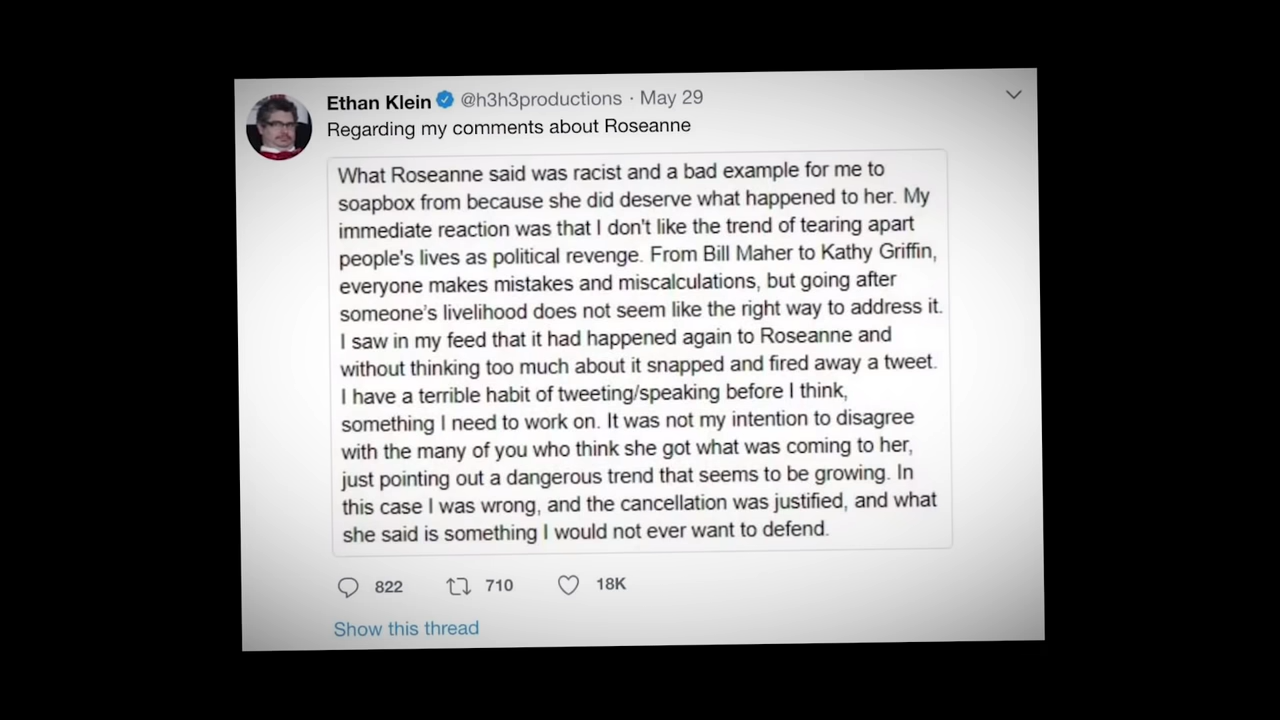 Ethan Klein @h3h3productions · May 29
Regarding my comments about Roseanne
What Roseanne said was racist and a bad example for me to
soapbox from because she did deserve what happened to her. My
immediate reaction was that I don't like the trend of tearing apart
people's lives as political revenge. From Bill Maher to Kathy Griffin,
everyone makes mistakes and miscalculations, but going after
someone’s livelihood does not seem like the right way to address it.
I saw in my feed that it had happened again to Roseanne and
without thinking too much about it snapped and fired away a tweet.
I have a terrible habit of tweeting/speaking before I think,
something I need to work on. It was not my intention to disagree
with the many of you who think she got what was coming to her,
just pointing out a dangerous trend that seems to be growing. In
this case I was wrong, and the cancellation was justified, and what
she said is something I would not ever want to defend.
822 710 18K
Show this thread